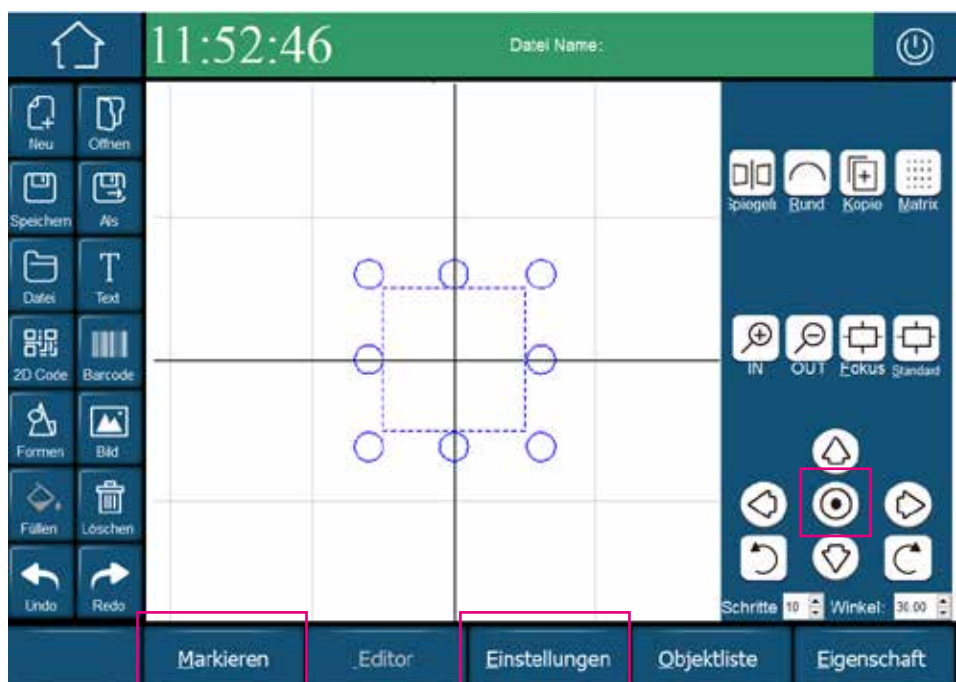 11:52:46 Datei Name:
Neu Öffnen
Speichern Als
Datei Text
2D Code Barcode
Formen Bild
Füllen Löschen
Undo Redo
Spiegeln Rund Kopie Matrix
IN OUT Fokus Standard
Schritte 10 Winkel: 30.00
Markieren Editor Einstellungen Objektliste Eigenschaft